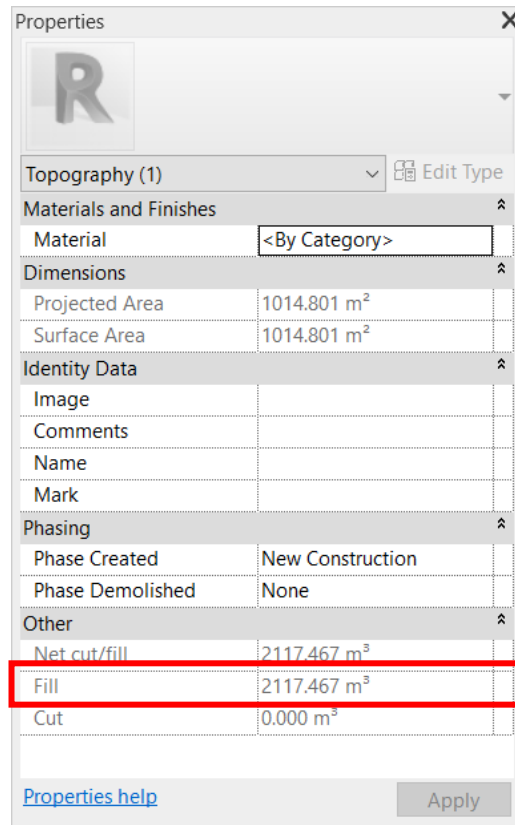 Properties
R
Topography (1) Edit Type
Materials and Finishes
Material <By Category>
Dimensions
Projected Area 1014.801 m²
Surface Area 1014.801 m²
Identity Data
Image
Comments
Name
Mark
Phasing
Phase Created New Construction
Phase Demolished None
Other
Net cut/fill 2117.467 m³
Fill 2117.467 m³
Cut 0.000 m³
Properties help Apply